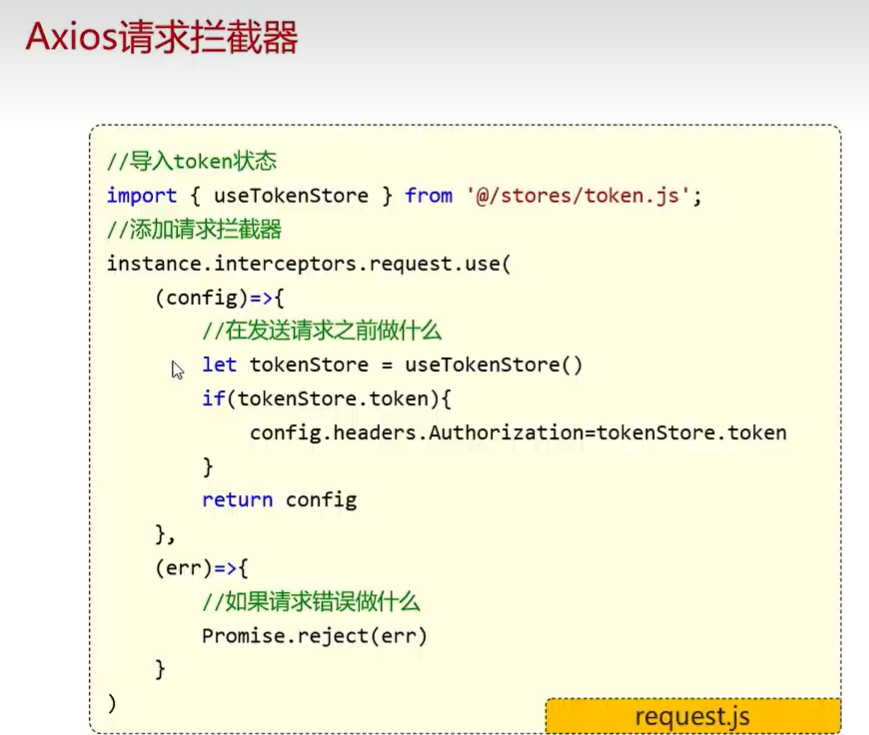 Axios请求拦截器
//导入token状态
import { useTokenStore } from '@/stores/token.js';
//添加请求拦截器
instance.interceptors.request.use(
    (config)=>{
        //在发送请求之前做什么
        let tokenStore = useTokenStore()
        if(tokenStore.token){
            config.headers.Authorization=tokenStore.token
        }
        return config
    },
    (err)=>{
        //如果请求错误做什么
        Promise.reject(err)
    }
)
request.js